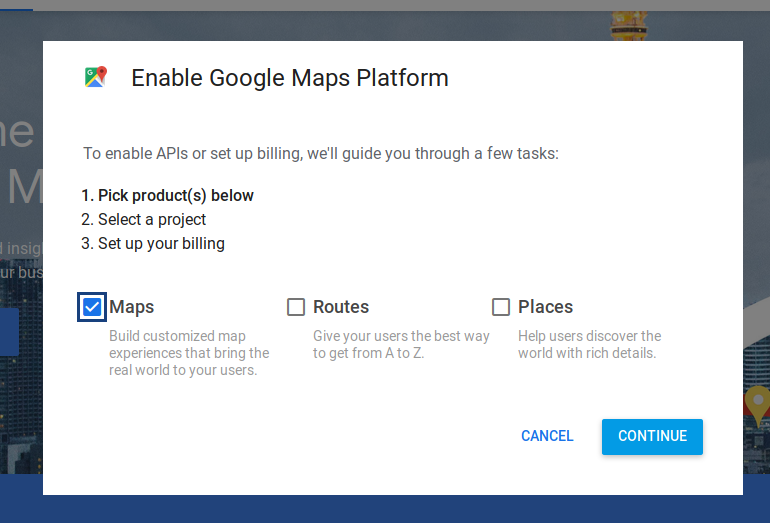 Enable Google Maps Platform
To enable APIs or set up billing, we'll guide you through a few tasks:
1. Pick product(s) below
2. Select a project
3. Set up your billing
Maps
Build customized map
experiences that bring the
real world to your users.
Routes
Give your users the best way
to get from A to Z.
Places
Help users discover the
world with rich details.
CANCEL
CONTINUE